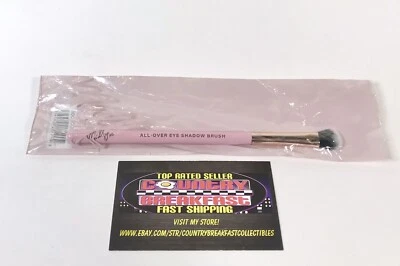 ALL-OVER EYE SHADOW BRUSH
TOP RATED SELLER
COUNTRY
BREAKFAST
FAST SHIPPING
VISIT MY STORE!
WWW.EBAY.COM/STR/COUNTRYBREAKFASTCOLLECTIBLES